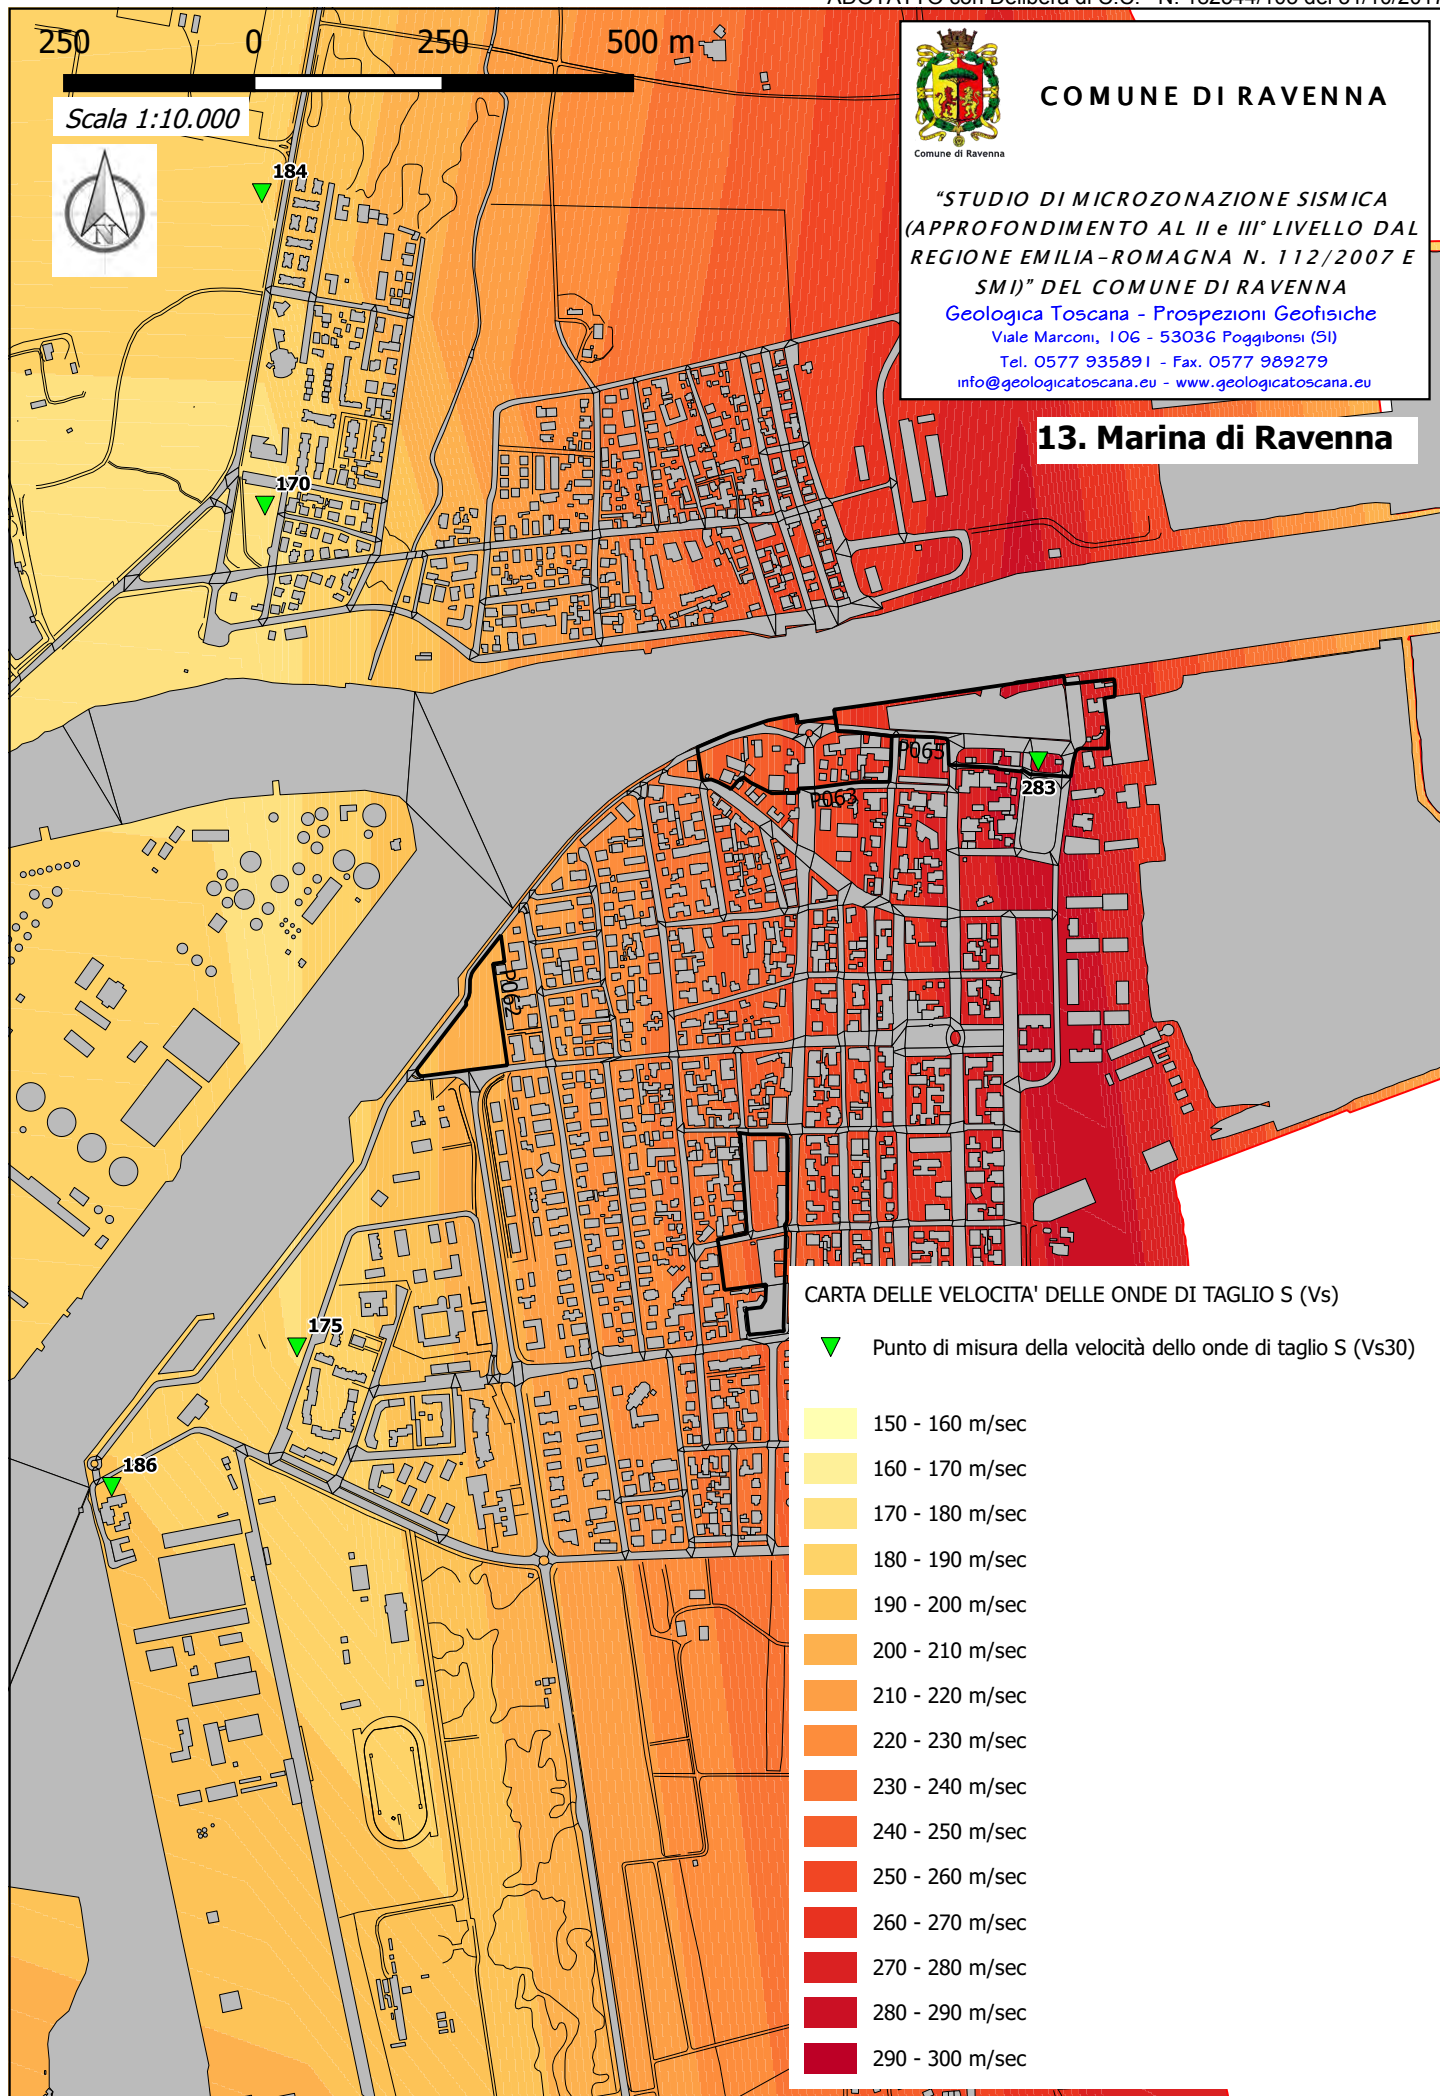 250 0 250 500 m
Scala 1:10.000
N
Comune di Ravenna
COMUNE DI RAVENNA
"STUDIO DI MICROZONAZIONE SISMICA
(APPROFONDIMENTO AL II e III° LIVELLO DAL
REGIONE EMILIA-ROMAGNA N. 112/2007 E
SMI)" DEL COMUNE DI RAVENNA
Geologica Toscana - Prospezioni Geofisiche
Viale Marconi, 106 - 53036 Poggibonsi (SI)
Tel. 0577 935891 - Fax. 0577 989279
info@geologicatoscana.eu - www.geologicatoscana.eu
13. Marina di Ravenna
184
170
P065
283
P063
P062
175
186
CARTA DELLE VELOCITA' DELLE ONDE DI TAGLIO S (Vs)
Punto di misura della velocità dello onde di taglio S (Vs30)
150 - 160 m/sec
160 - 170 m/sec
170 - 180 m/sec
180 - 190 m/sec
190 - 200 m/sec
200 - 210 m/sec
210 - 220 m/sec
220 - 230 m/sec
230 - 240 m/sec
240 - 250 m/sec
250 - 260 m/sec
260 - 270 m/sec
270 - 280 m/sec
280 - 290 m/sec
290 - 300 m/sec